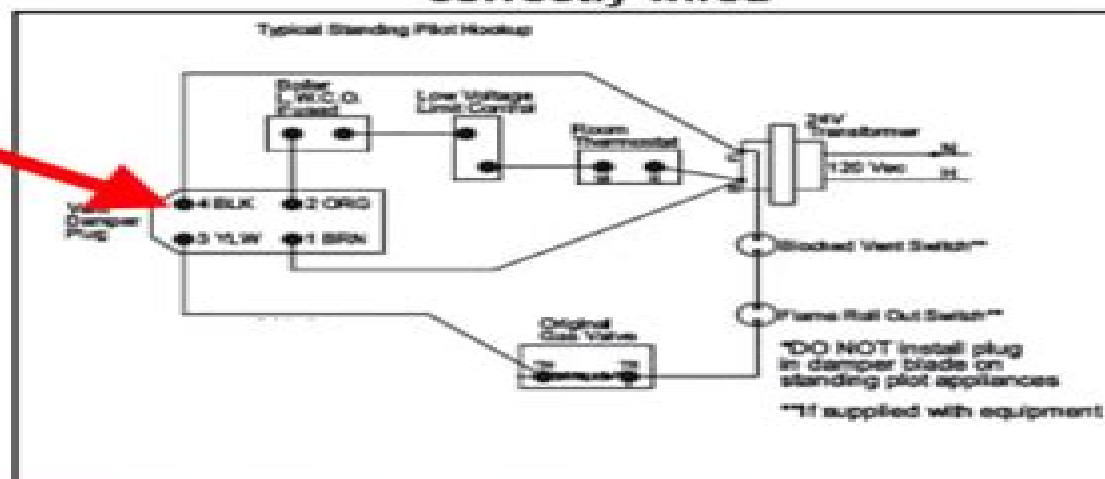 Typical Standing Pilot Hookup
Boiler
L.W.C.O.
Low Voltage
Limit Control
Room
Thermostat
24V
Transformer
N
120 Vac
H
Vent
Damper
Plug
4 BLK
2 ORG
3 YLW
1 BRN
Blocked Vent Switch**
Flame Roll Out Switch**
Original
Gas Valve
TH
TR
*DO NOT install plug
in damper blade on
standing pilot appliances
**If supplied with equipment